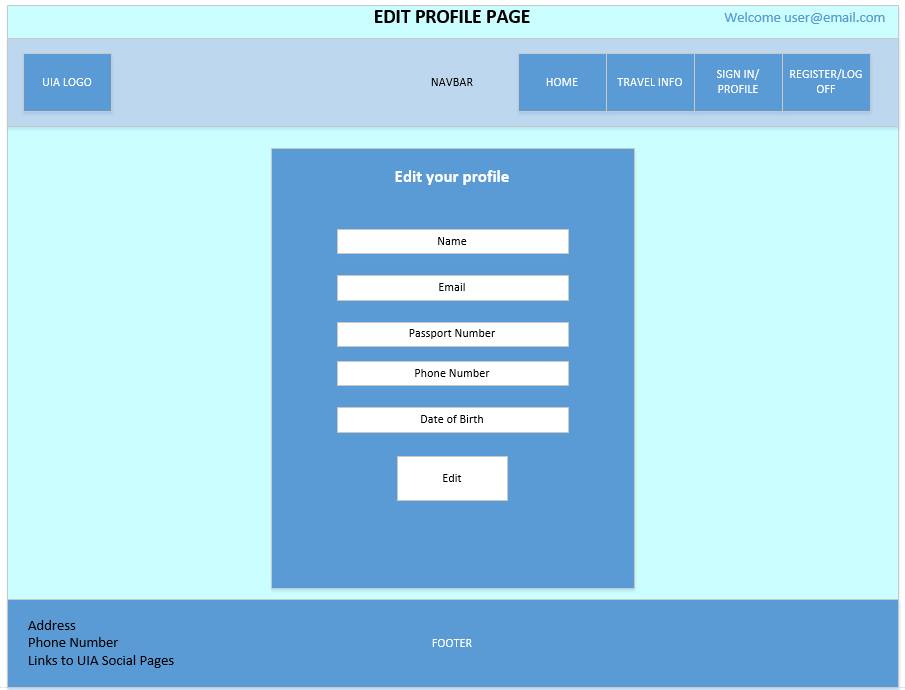 EDIT PROFILE PAGE
Welcome user@email.com
UIA LOGO
NAVBAR
HOME
TRAVEL INFO
SIGN IN/
PROFILE
REGISTER/LOG
OFF
Edit your profile
Name
Email
Passport Number
Phone Number
Date of Birth
Edit
Address
Phone Number
Links to UIA Social Pages
FOOTER